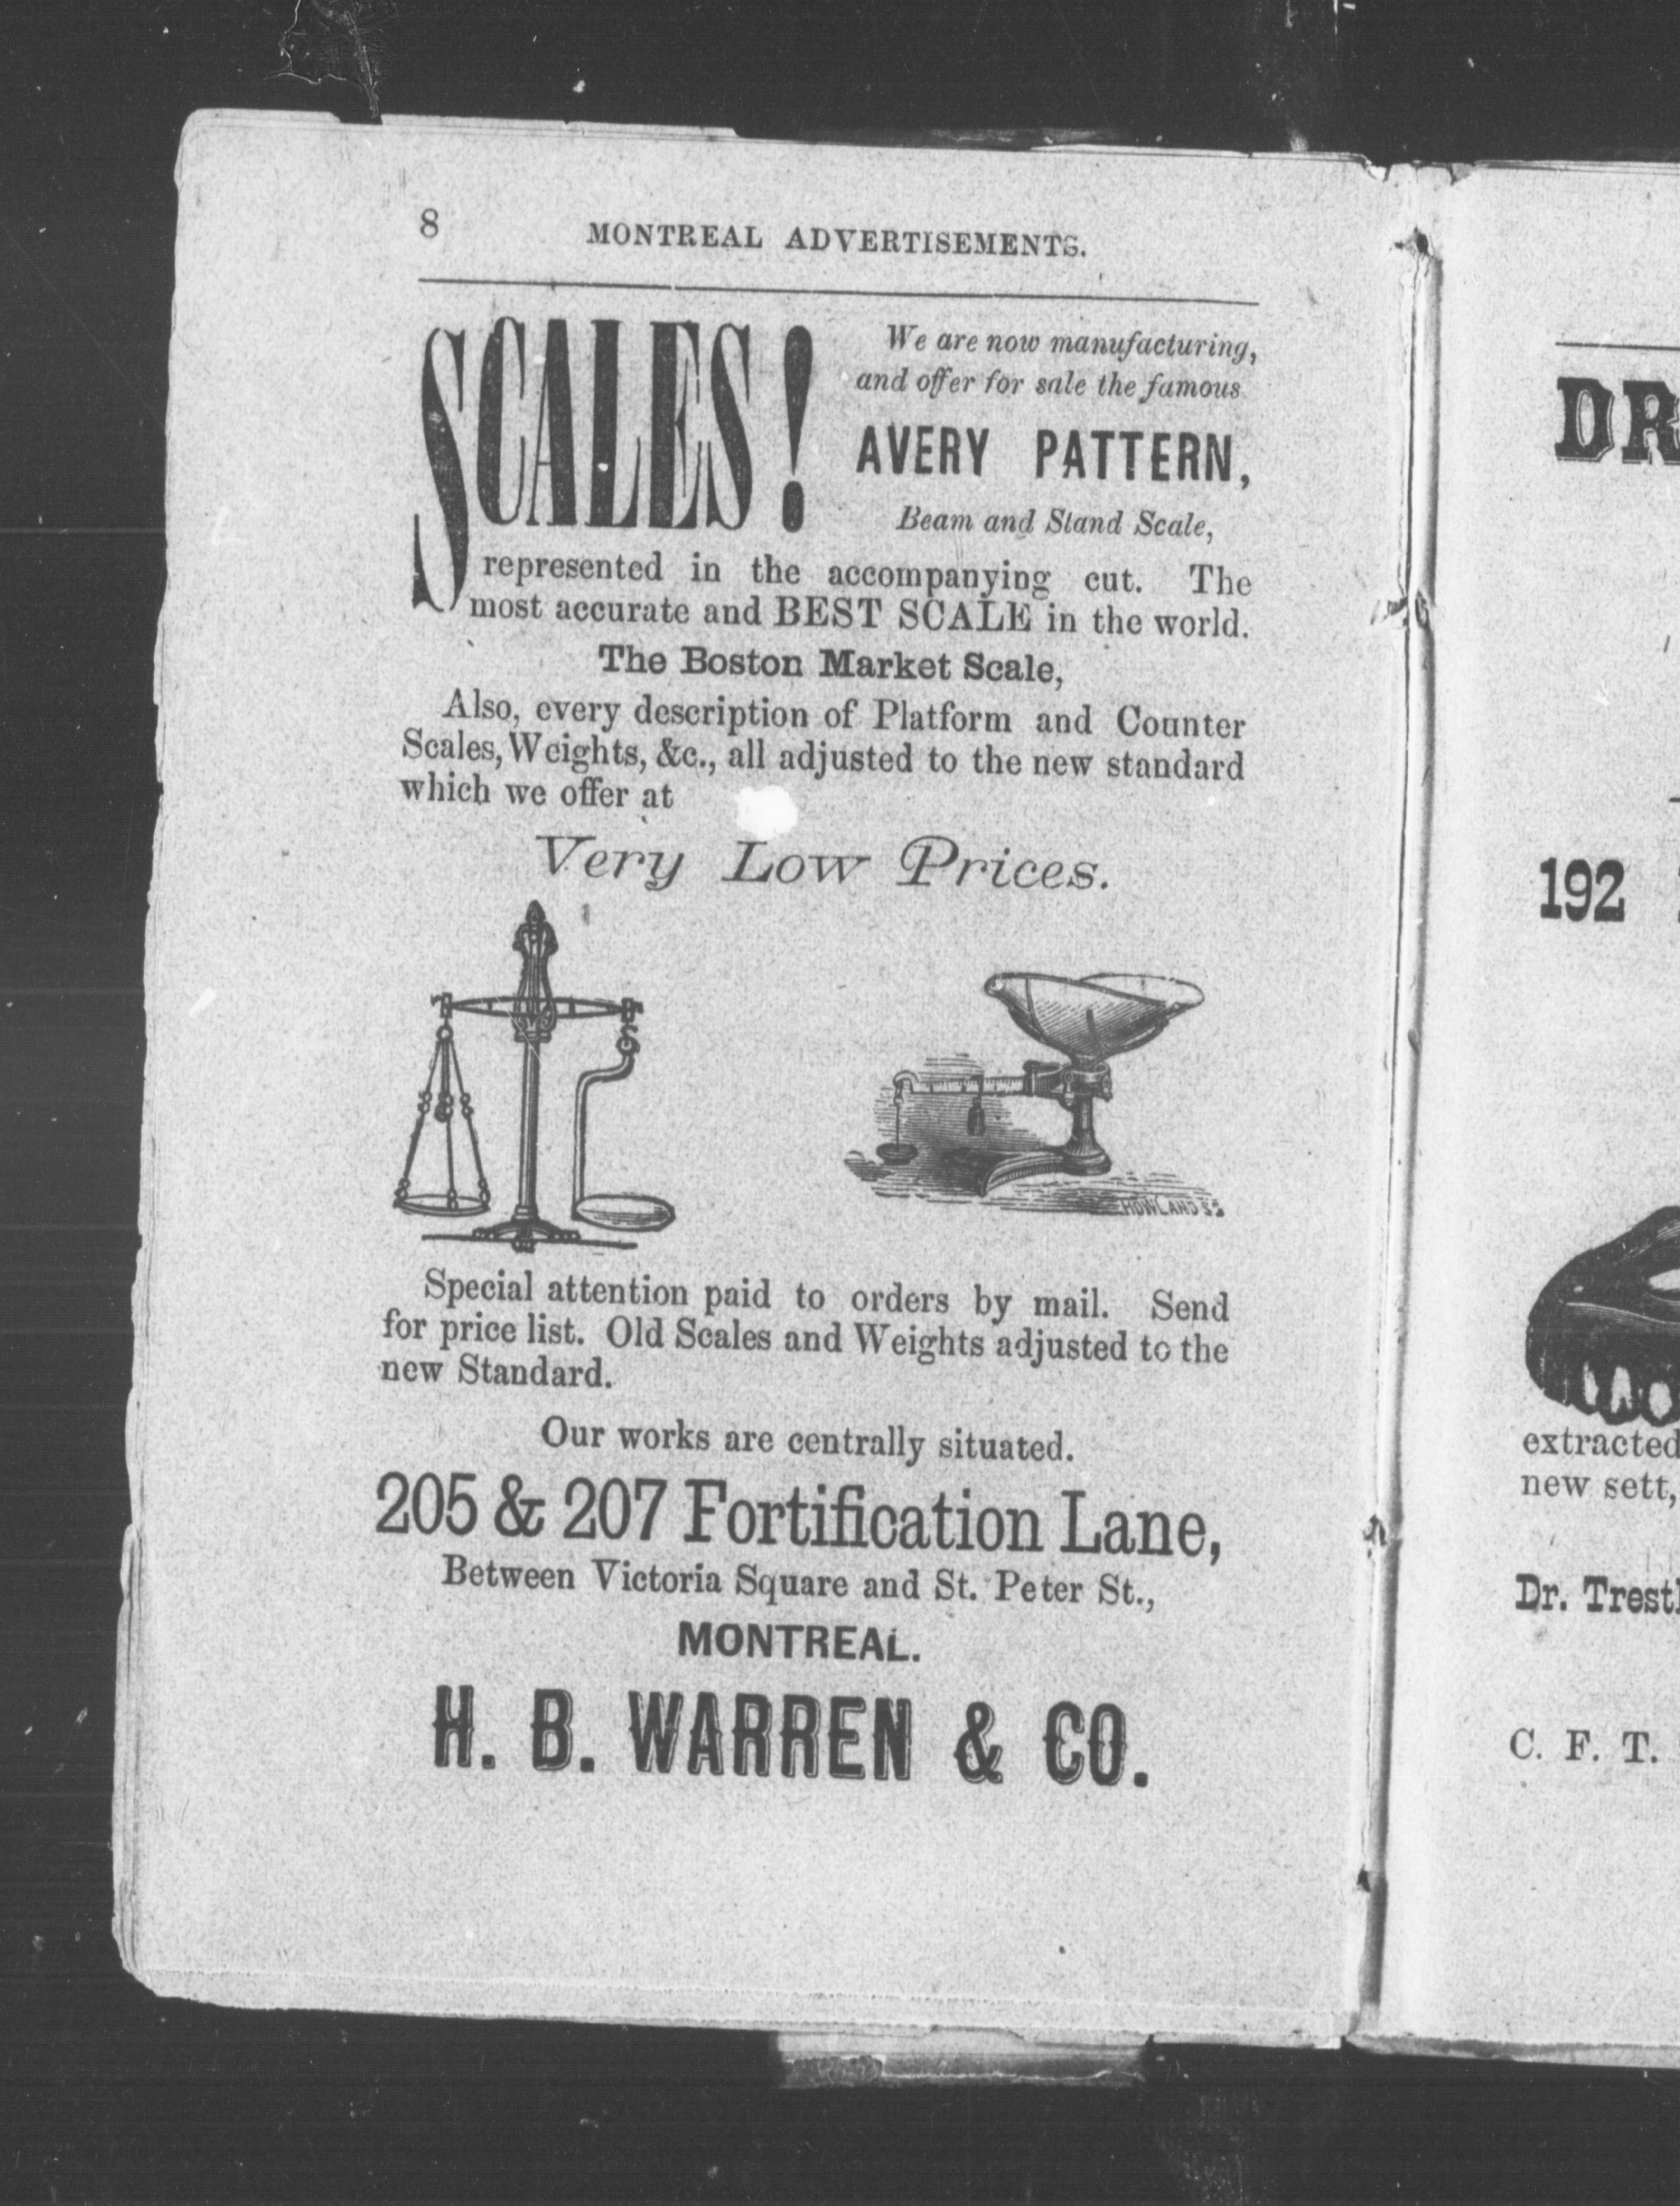 8
MONTREAL ADVERTISEMENTS.
SCALES!
We are now manufacturing,
and offer for sale the famous
AVERY PATTERN,
Beam and Stand Scale,
represented in the accompanying cut. The
most accurate and BEST SCALE in the world.
The Boston Market Scale,
Also, every description of Platform and Counter
Scales, Weights, &c., all adjusted to the new standard
which we offer at
Very Low Prices.
HOWLAND
Special attention paid to orders by mail. Send
for price list. Old Scales and Weights adjusted to the
new Standard.
Our works are centrally situated.
205 & 207 Fortification Lane,
Between Victoria Square and St. Peter St.,
MONTREAL.
H. B. WARREN & CO.
DR
192
extracted
new sett,
Dr. Trestl
C. F. T.